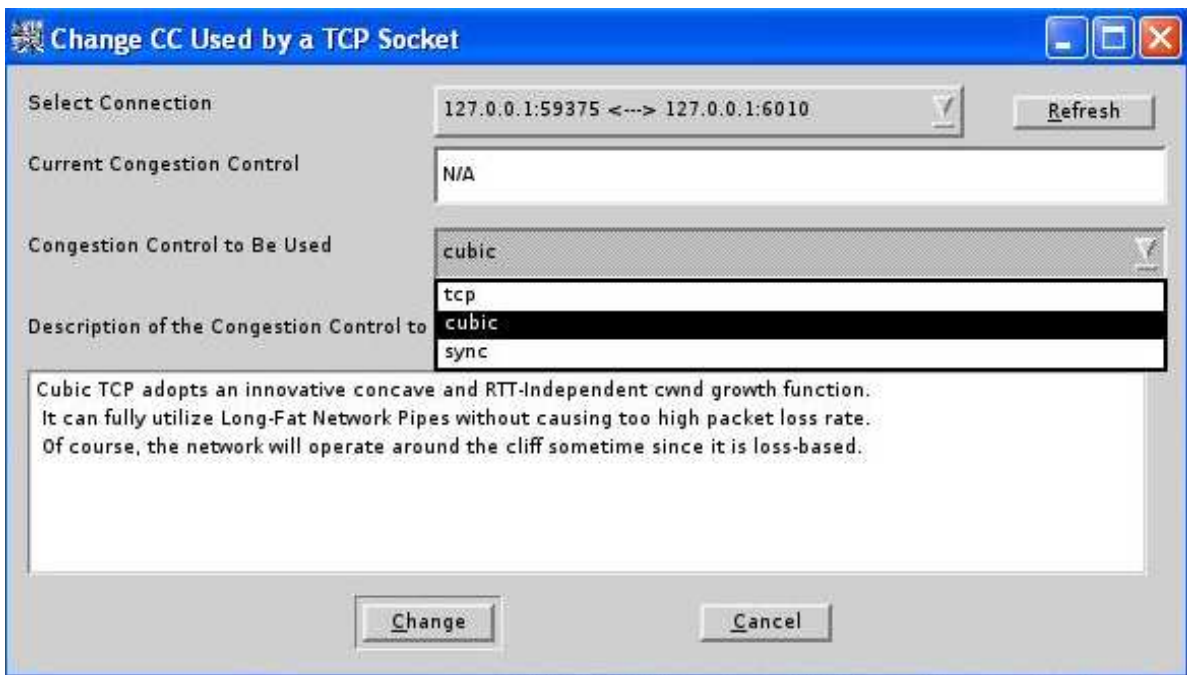 Change CC Used by a TCP Socket
Select Connection
127.0.0.1:59375 <---> 127.0.0.1:6010
Refresh
Current Congestion Control
N/A
Congestion Control to Be Used
cubic
tcp
cubic
sync
Description of the Congestion Control to
Cubic TCP adopts an innovative concave and RTT-Independent cwnd growth function.
It can fully utilize Long-Fat Network Pipes without causing too high packet loss rate.
Of course, the network will operate around the cliff sometime since it is loss-based.
Change
Cancel